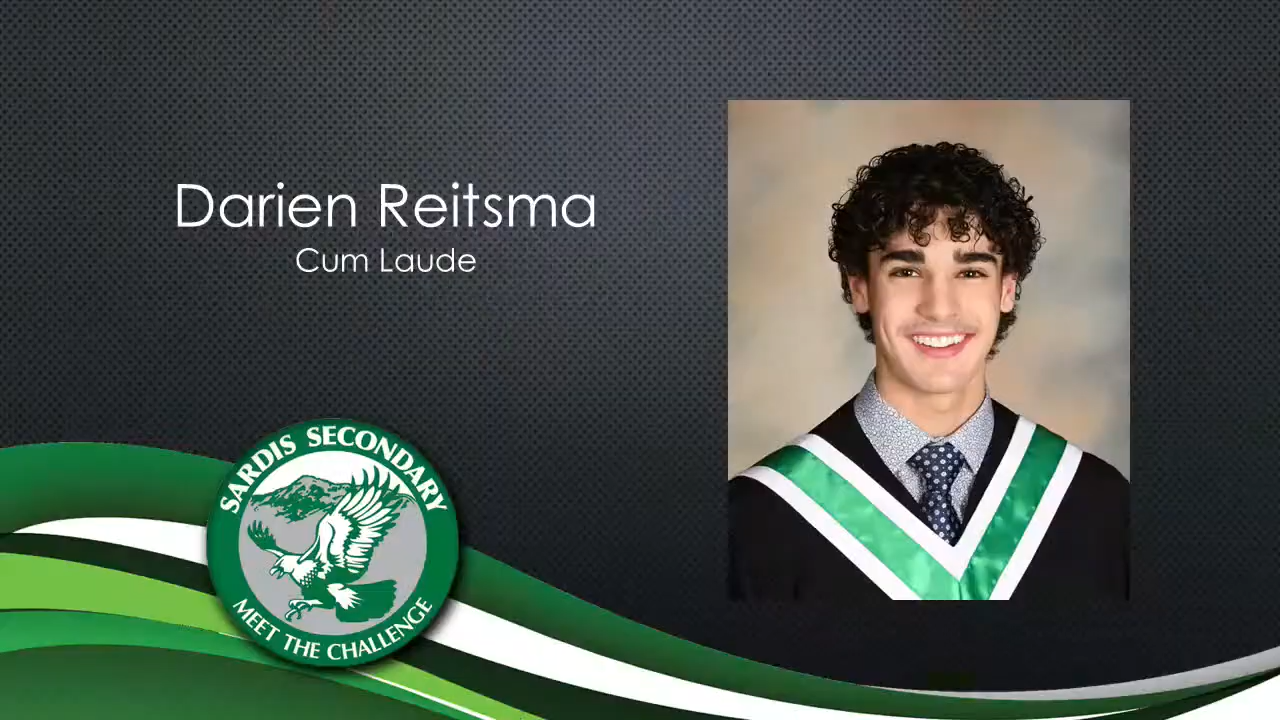 Darien Reitsma
Cum Laude
SARDIS SECONDARY
MEET THE CHALLENGE